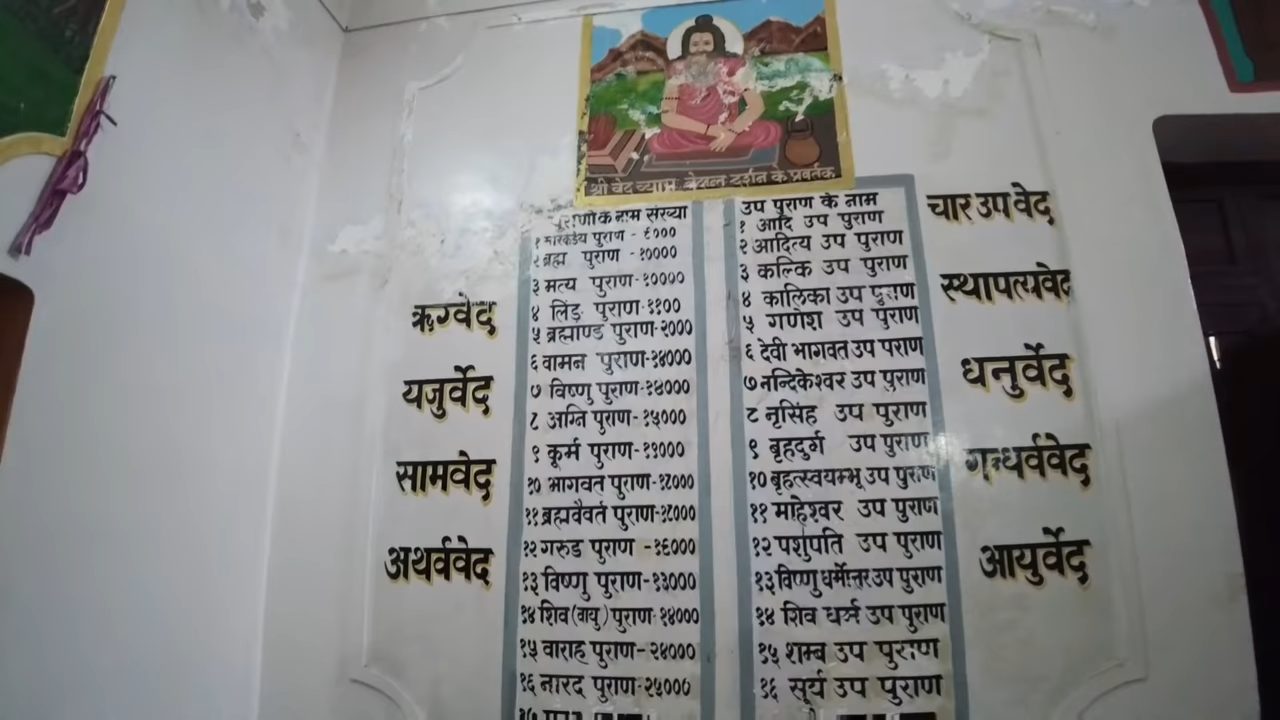 श्री वेद व्यास वेदान्त दर्शन के प्रवर्तक
पुराणों के नाम संख्या
१ मारकंडेय पुराण - ६०००
२ ब्रह्म पुराण - १००००
३ मत्य पुराण - १००००
४ लिंड़ पुराण - ११००
५ ब्रह्माण्ड पुराण - २०००
६ वामन पुराण - १४०००
७ विष्णु पुराण - १४०००
८ अग्नि पुराण - १५०००
९ कूर्म पुराण - १९०००
१० भागवत पुराण - १८०००
११ ब्रह्मवैवर्त पुराण - १८०००
१२ गरुड पुराण - १६०००
१३ विष्णु पुराण - १३०००
१४ शिव (वायु) पुराण - १४०००
१५ वाराह पुराण - २४०००
१६ नारद पुराण - २५०००
उप पुराण के नाम
१ आदि उप पुराण
२ आदित्य उप पुराण
३ कल्कि उप पुराण
४ कालिका उप पुराण
५ गणेश उप पुराण
६ देवी भागवत उप पराण
७ नन्दिकेश्वर उप पुराण
८ नृसिंह उप पुराण
९ बृहदुर्ग उप पुराण
१० बृहत्स्वयम्भू उप पुराण
११ माहेश्वर उप पुराण
१२ पशुपति उप पुराण
१३ विष्णु धर्मोत्तर उप पुराण
१४ शिव धर्म उप पुराण
१५ शम्ब उप पुराण
१६ सूर्य उप पुराण
ऋग्वेद
यजुर्वेद
सामवेद
अथर्ववेद
चार उप वेद
स्थापत्यवेद
धनुर्वेद
गन्धर्ववेद
आयुर्वेद